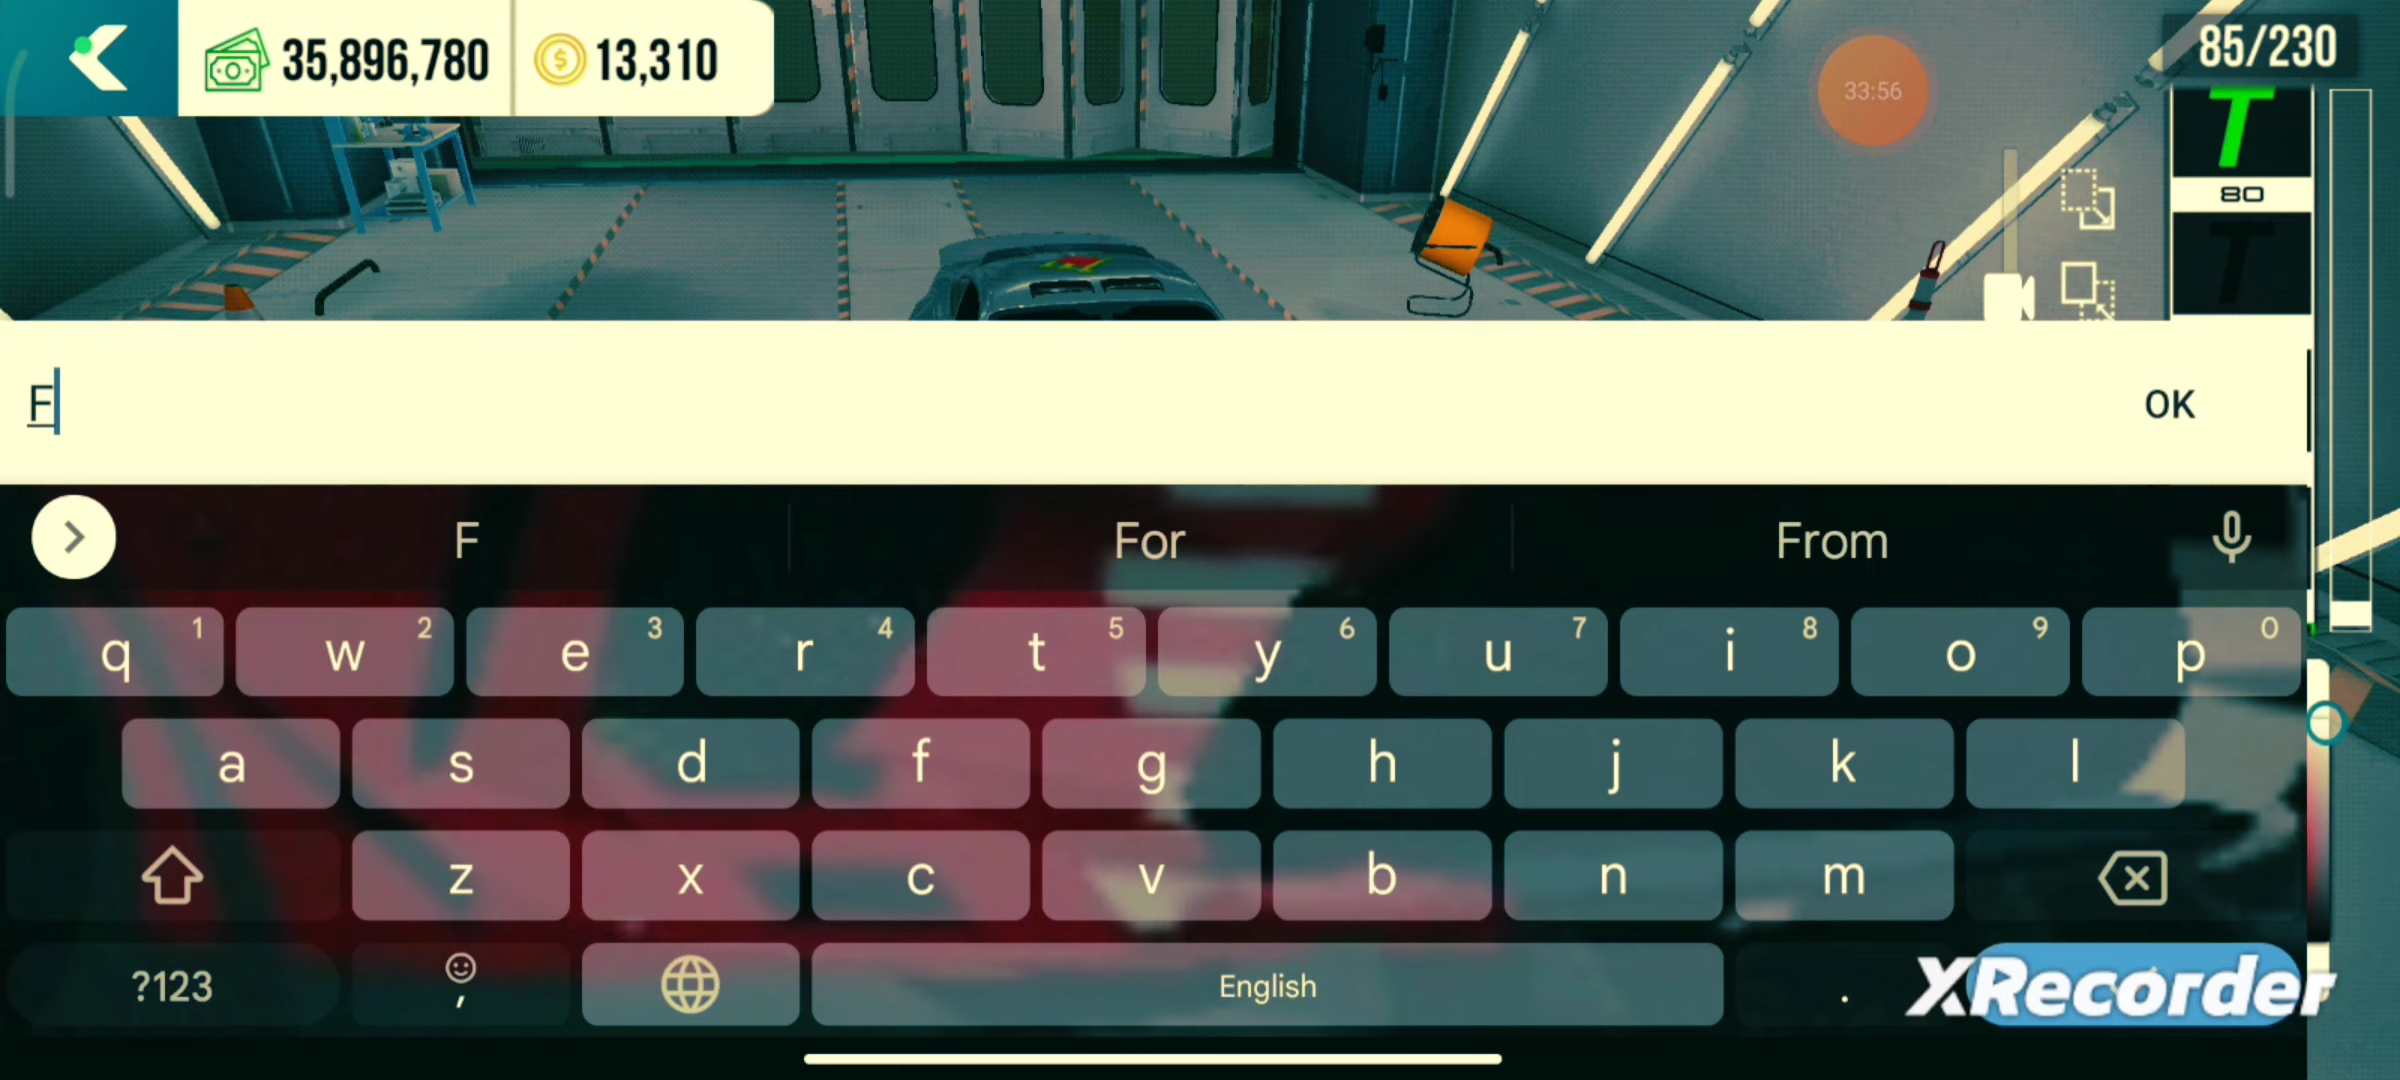 35,896,780 13,310 33:56 85/230
T
80
T
F OK
F For From
q 1 w 2 e 3 r 4 t 5 y 6 u 7 i 8 o 9 p 0
a s d f g h j k l
z x c v b n m
?123 , English .
XRecorder